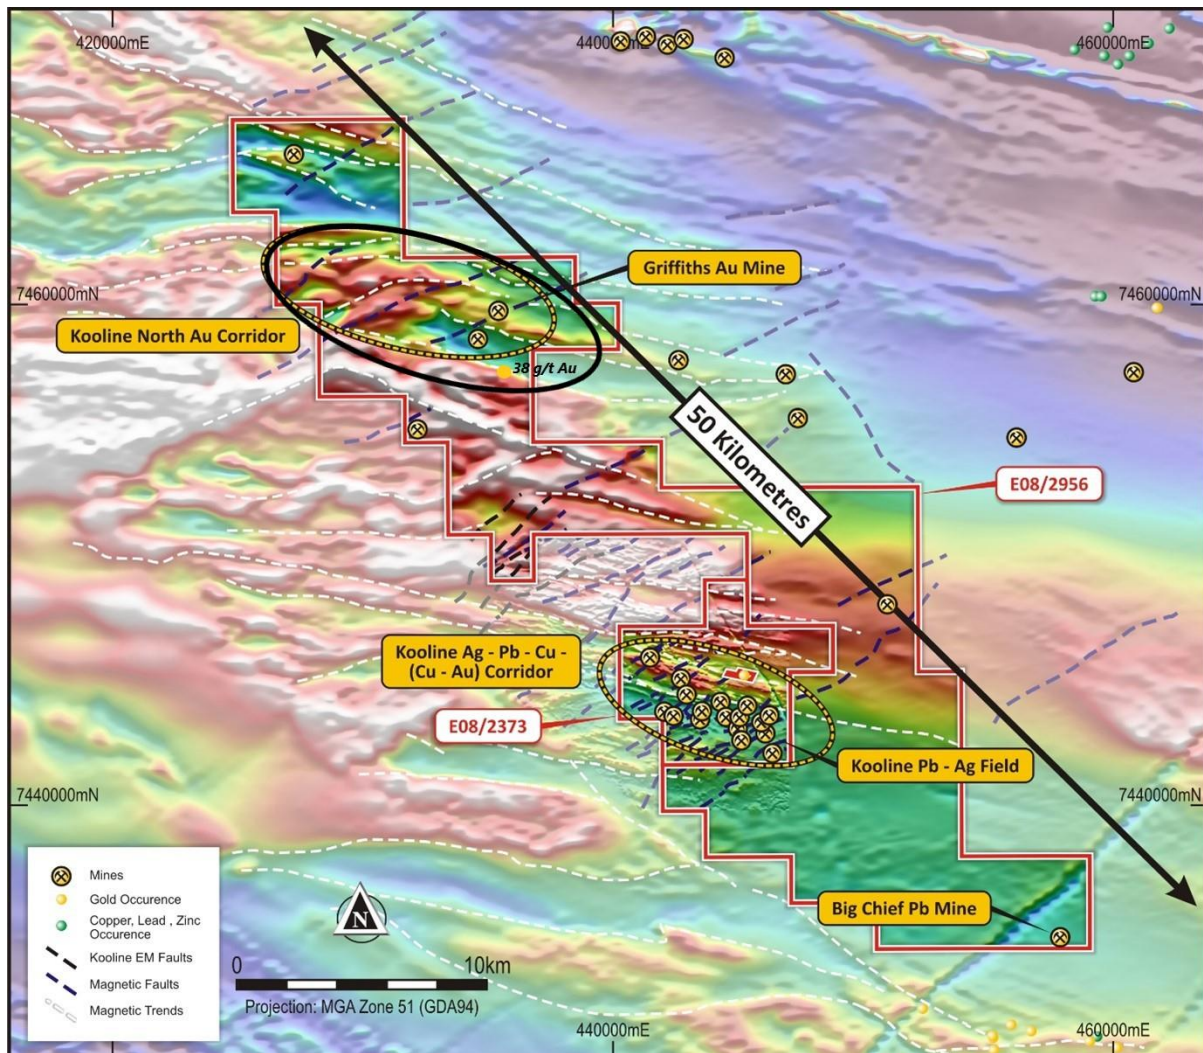 420000mE
440000mE
460000mE
Griffiths Au Mine
7460000mN
7460000mN
Kooline North Au Corridor
38 g/t Au
50 Kilometres
E08/2956
Kooline Ag - Pb - Cu -
(Cu - Au) Corridor
E08/2373
Kooline Pb - Ag Field
7440000mN
7440000mN
Big Chief Pb Mine
Mines
Gold Occurence
Copper, Lead , Zinc
Occurence
Kooline EM Faults
Magnetic Faults
Magnetic Trends
N
0
10km
Projection: MGA Zone 51 (GDA94)
440000mE
460000mE